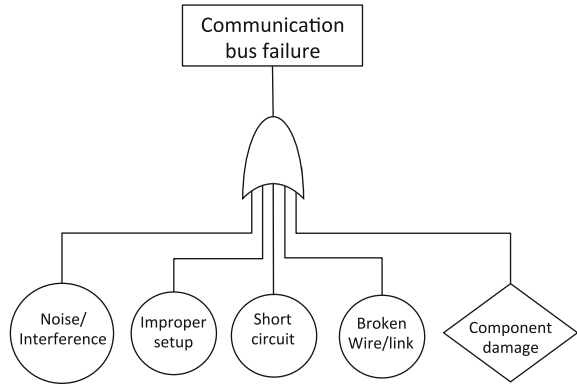 Communication
bus failure
Noise/
Interference
Improper
setup
Short
circuit
Broken
Wire/link
Component
damage